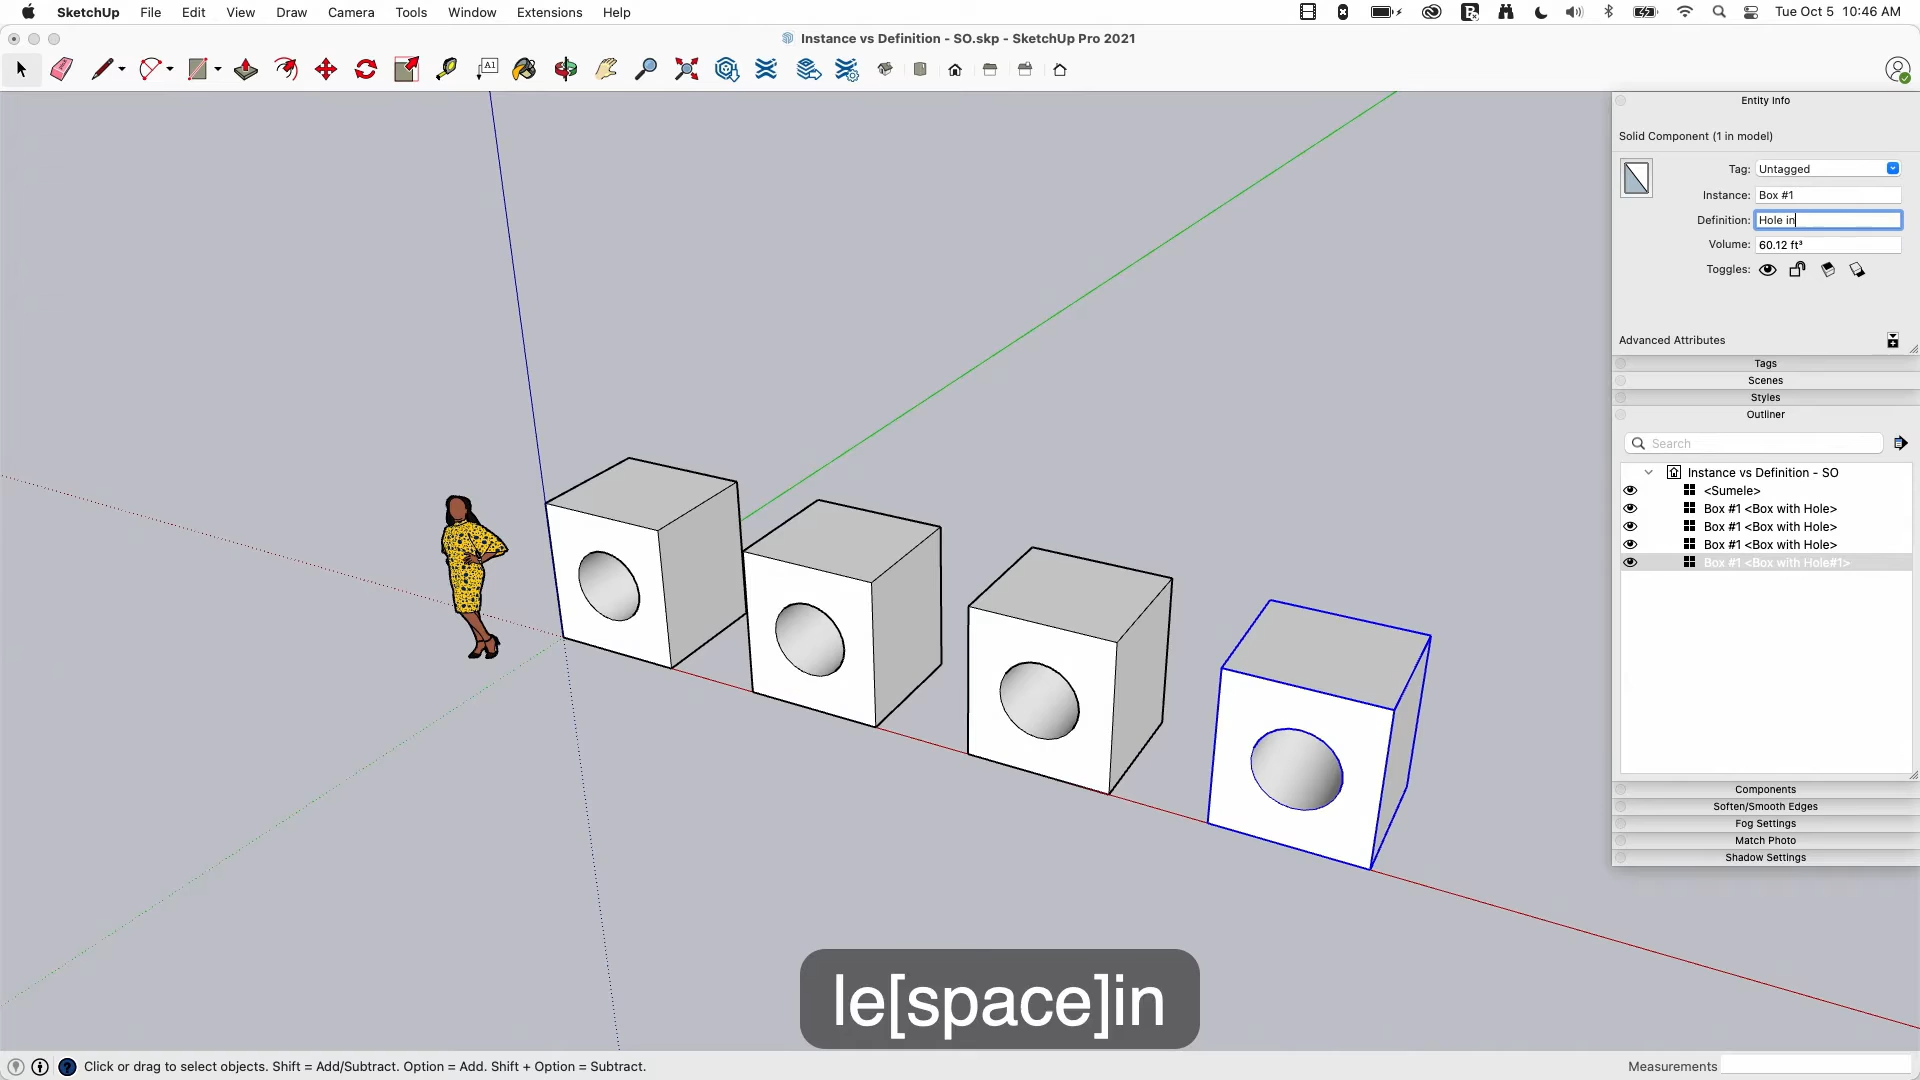 SketchUp File Edit View Draw Camera Tools Window Extensions Help Tue Oct 5 10:46 AM
Instance vs Definition - SO.skp - SketchUp Pro 2021
A1
Entity Info
Solid Component (1 in model)
Tag: Untagged
Instance: Box #1
Definition: Hole in
Volume: 60.12 ft³
Toggles:
Advanced Attributes
Tags
Scenes
Styles
Outliner
Search
Instance vs Definition - SO
<Sumele>
Box #1 <Box with Hole>
Box #1 <Box with Hole>
Box #1 <Box with Hole>
Box #1 <Box with Hole#1>
Components
Soften/Smooth Edges
Fog Settings
Match Photo
Shadow Settings
le[space]in
Click or drag to select objects. Shift = Add/Subtract. Option = Add. Shift + Option = Subtract.
Measurements